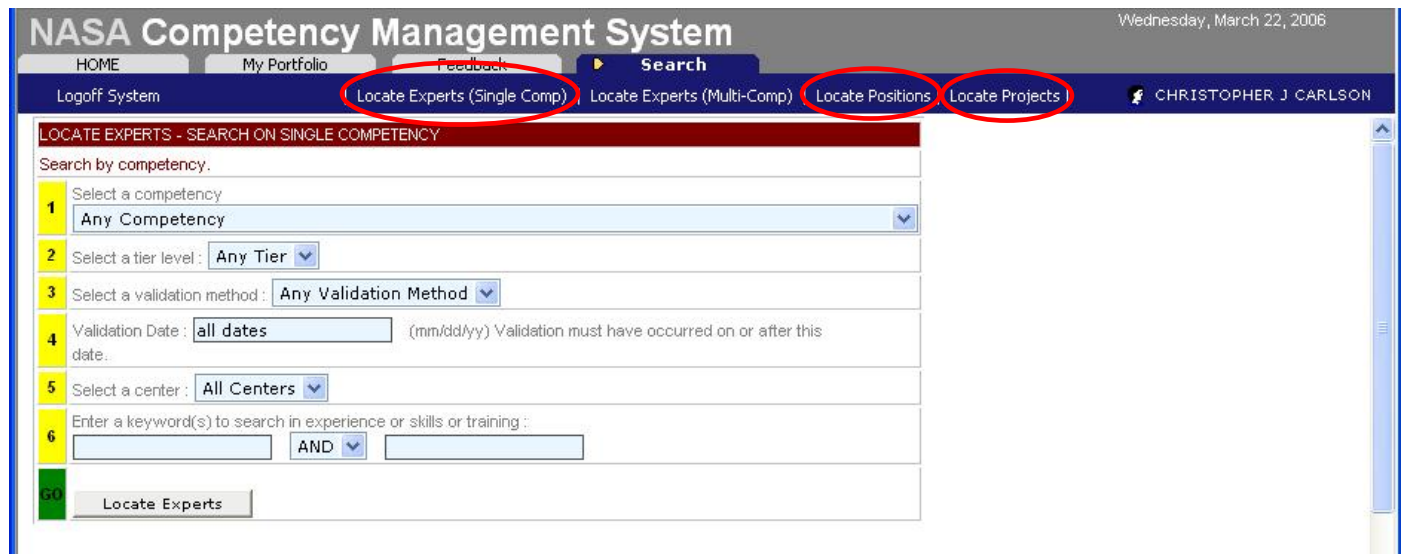 NASA Competency Management System
Wednesday, March 22, 2006
HOME My Portfolio Feedback Search
Logoff System | Locate Experts (Single Comp) | Locate Experts (Multi-Comp) | Locate Positions | Locate Projects | CHRISTOPHER J CARLSON
LOCATE EXPERTS - SEARCH ON SINGLE COMPETENCY
Search by competency.
1 Select a competency
Any Competency
2 Select a tier level : Any Tier
3 Select a validation method : Any Validation Method
4 Validation Date : all dates (mm/dd/yy) Validation must have occurred on or after this
date.
5 Select a center : All Centers
6 Enter a keyword(s) to search in experience or skills or training :
AND
GO Locate Experts